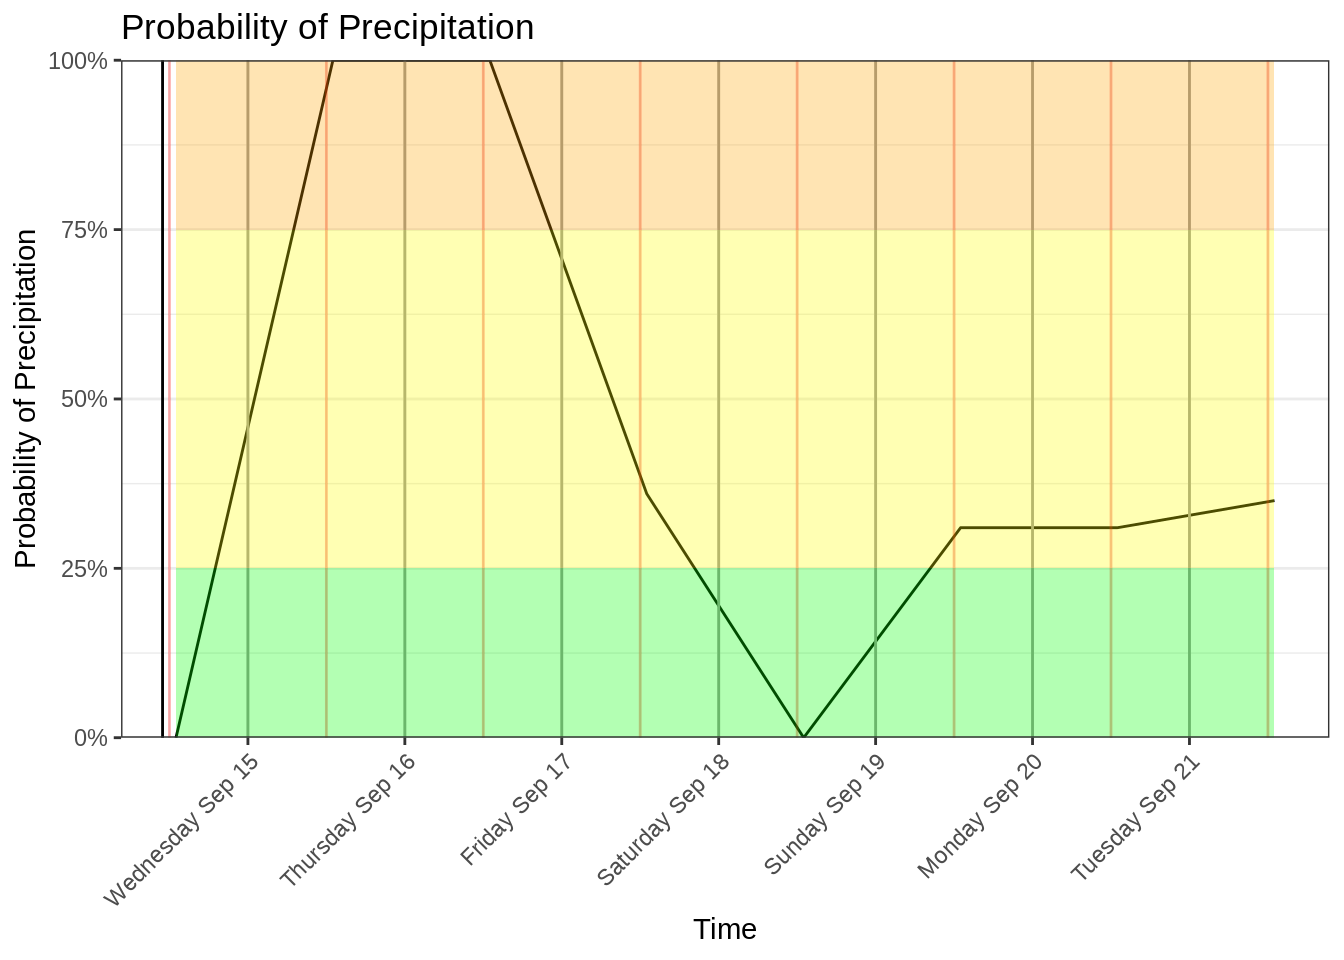 Probability of Precipitation
Probability of Precipitation
100%
75%
50%
25%
0%
Wednesday Sep 15
Thursday Sep 16
Friday Sep 17
Saturday Sep 18
Sunday Sep 19
Monday Sep 20
Tuesday Sep 21
Time